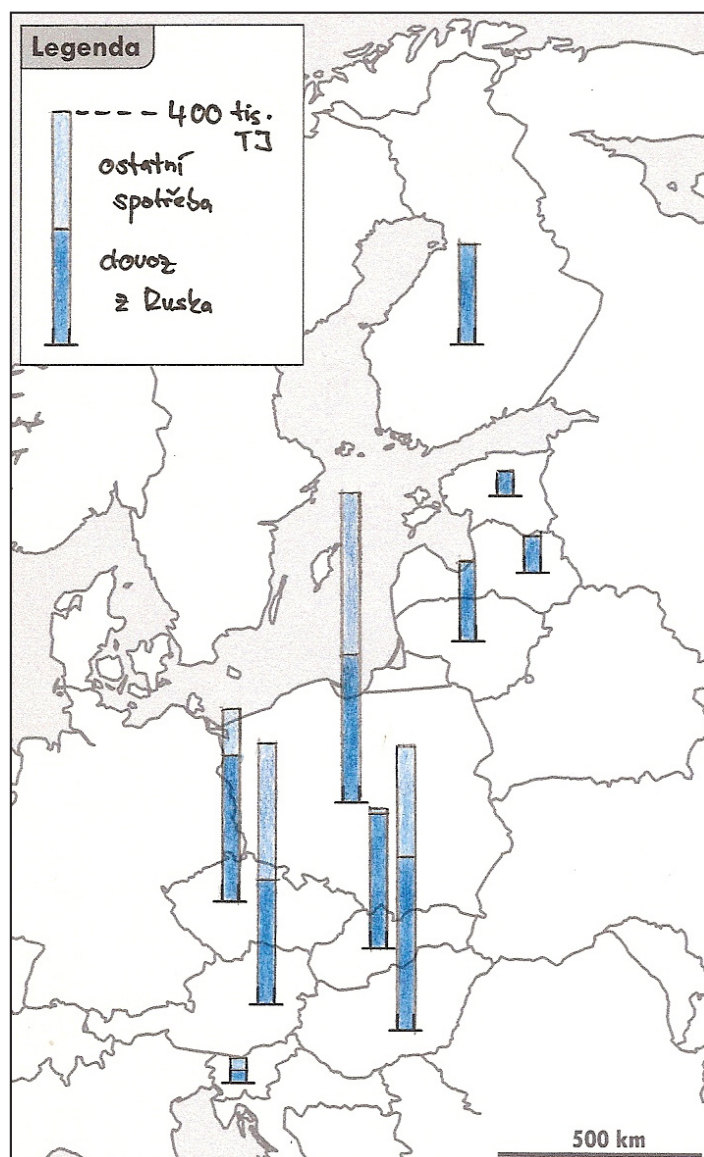 Legenda
400 tis.
TJ
ostatní
spotřeba
dovoz
z Ruska
500 km